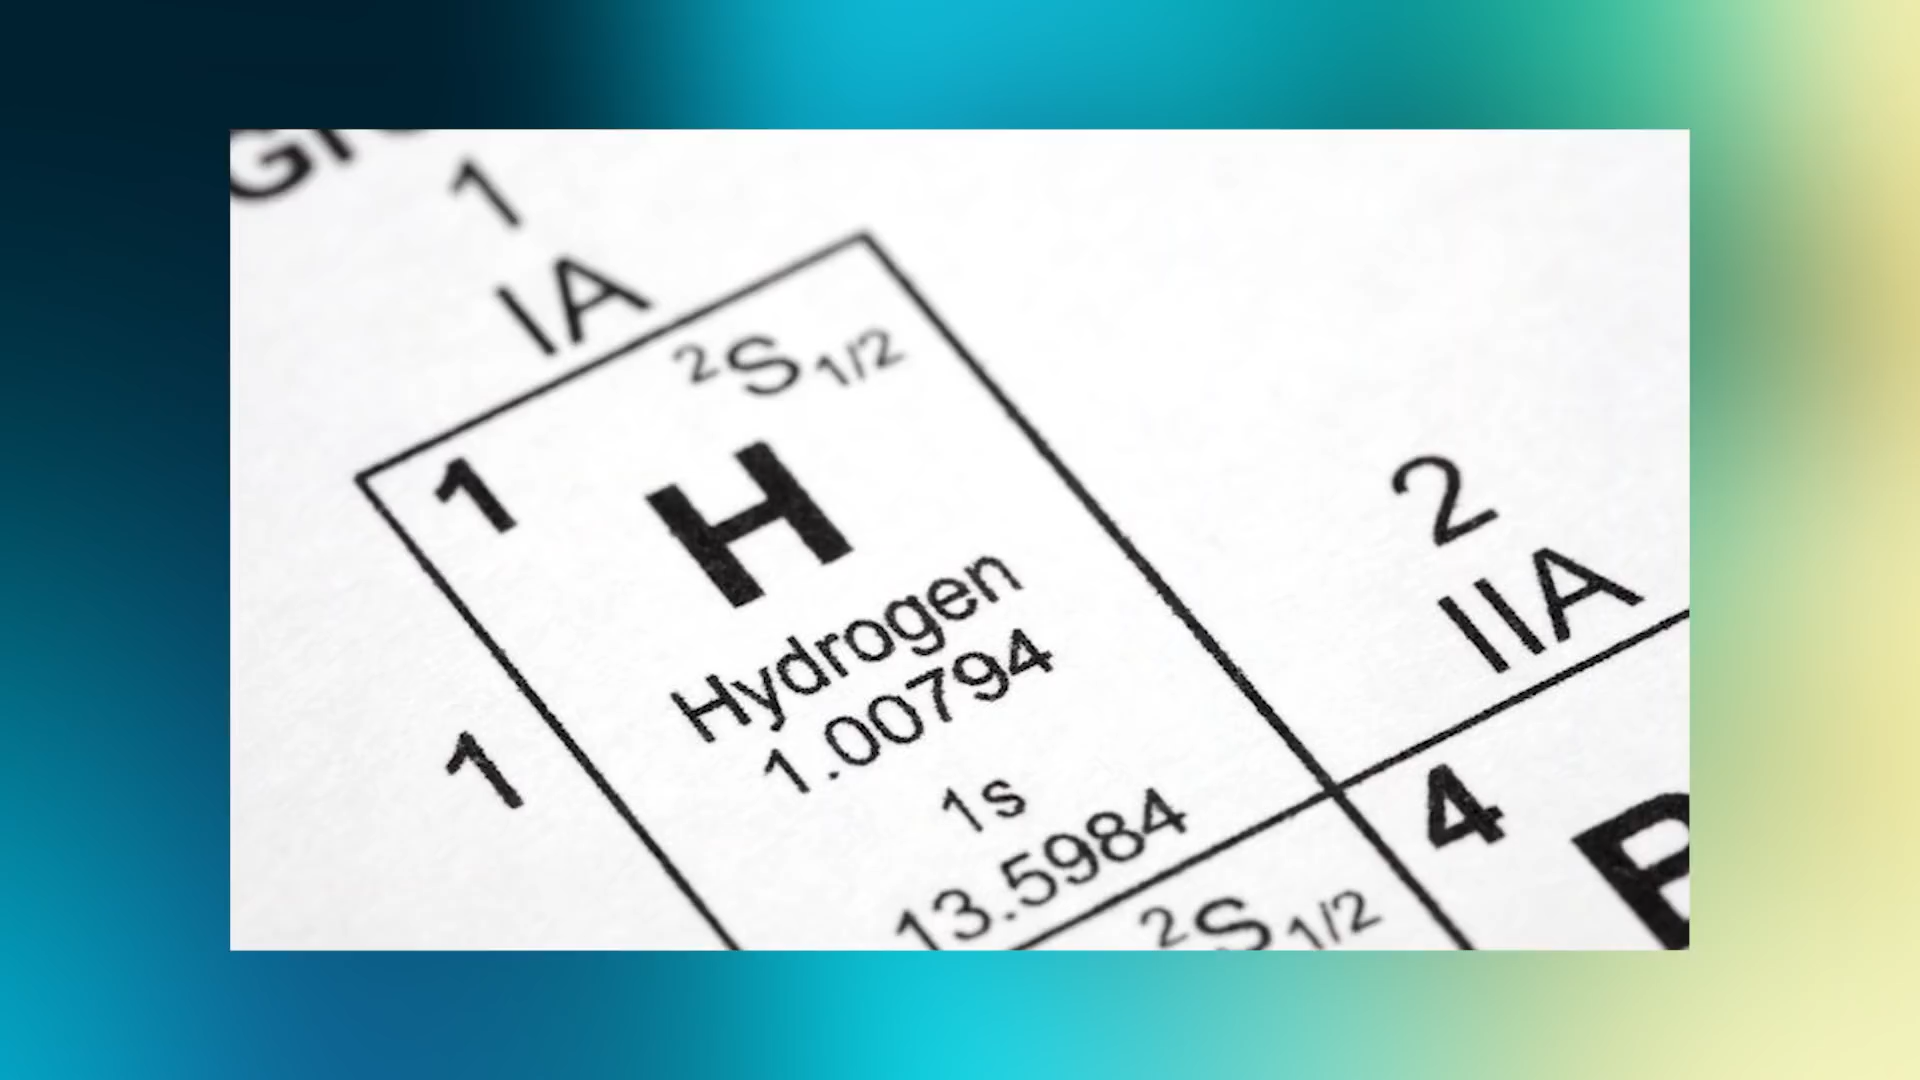 1
IA
²S₁/₂
1
H
Hydrogen
1.00794
1s
13.5984
1
2
IIA
4
²S₁/₂